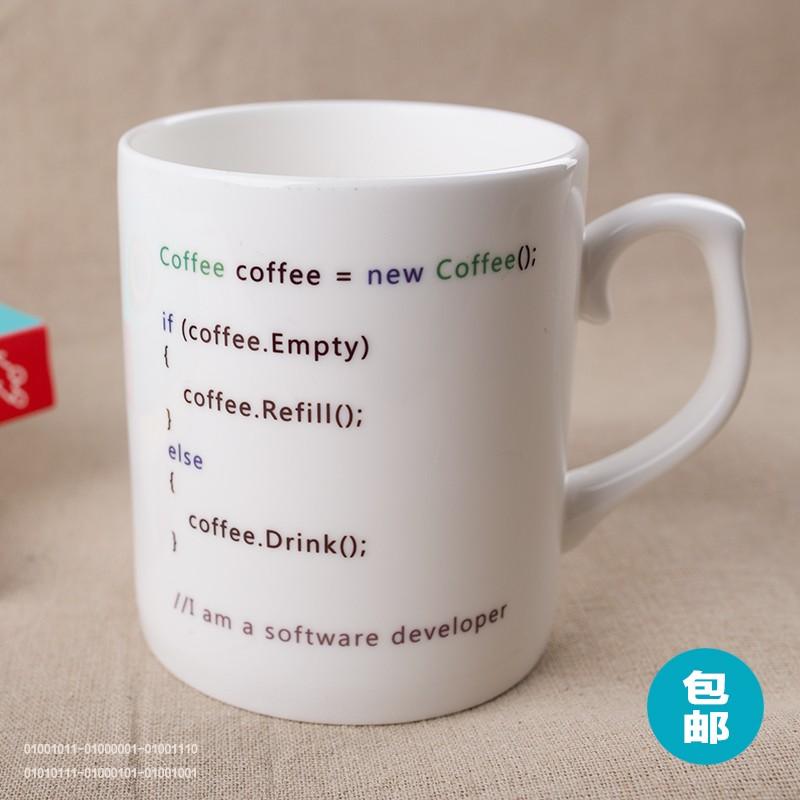 Coffee coffee = new Coffee();
if (coffee.Empty)
{
coffee.Refill();
}
else
{
coffee.Drink();
}
//I am a software developer
包
邮
01001011-01000001-01001110
01010111-01000101-01001001